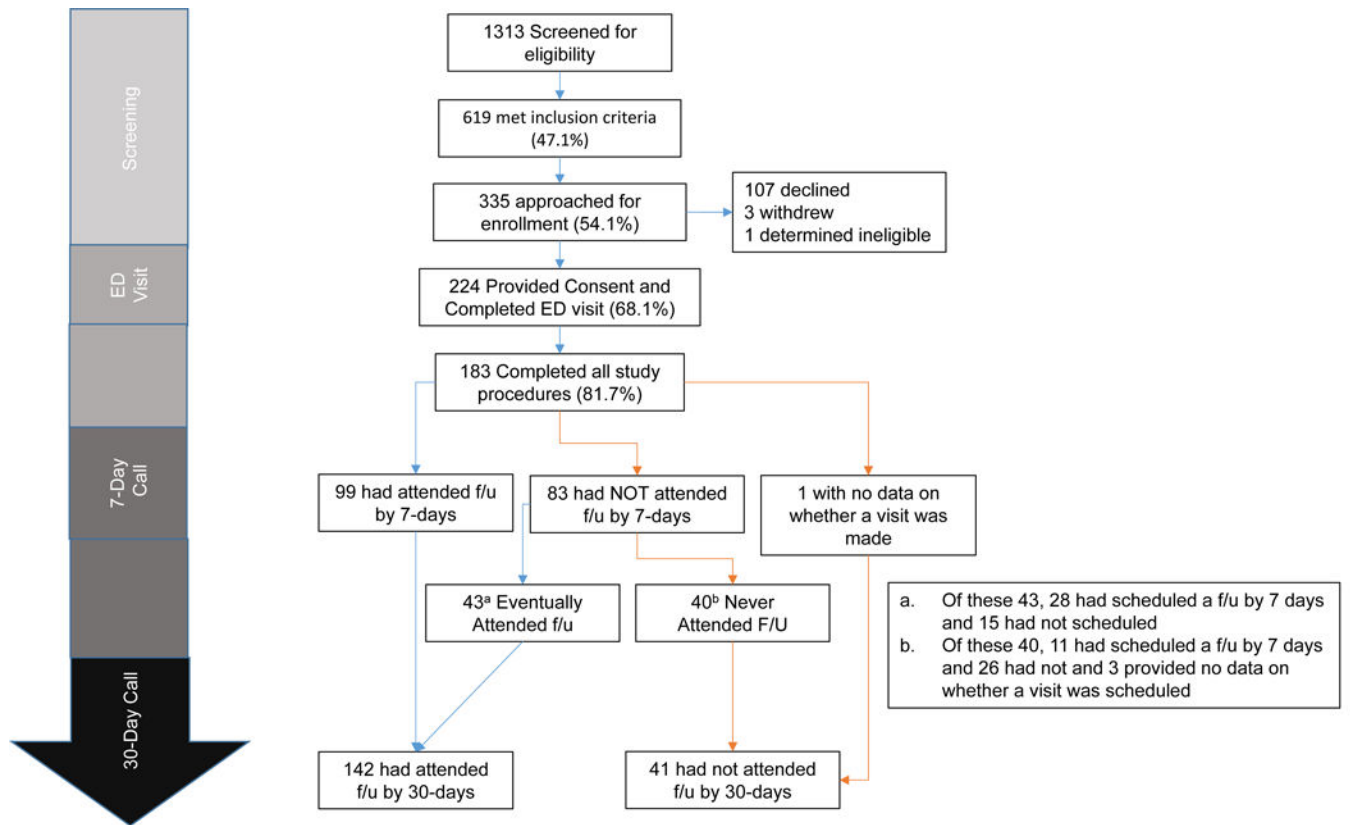 Screening
ED
Visit
7-Day
Call
30-Day Call
1313 Screened for
eligibility
619 met inclusion criteria
(47.1%)
335 approached for
enrollment (54.1%)
107 declined
3 withdrew
1 determined ineligible
224 Provided Consent and
Completed ED visit (68.1%)
183 Completed all study
procedures (81.7%)
99 had attended f/u
by 7-days
83 had NOT attended
f/u by 7-days
1 with no data on
whether a visit was
made
43ᵃ Eventually
Attended f/u
40ᵇ Never
Attended F/U
a. Of these 43, 28 had scheduled a f/u by 7 days
and 15 had not scheduled
b. Of these 40, 11 had scheduled a f/u by 7 days
and 26 had not and 3 provided no data on
whether a visit was scheduled
142 had attended
f/u by 30-days
41 had not attended
f/u by 30-days